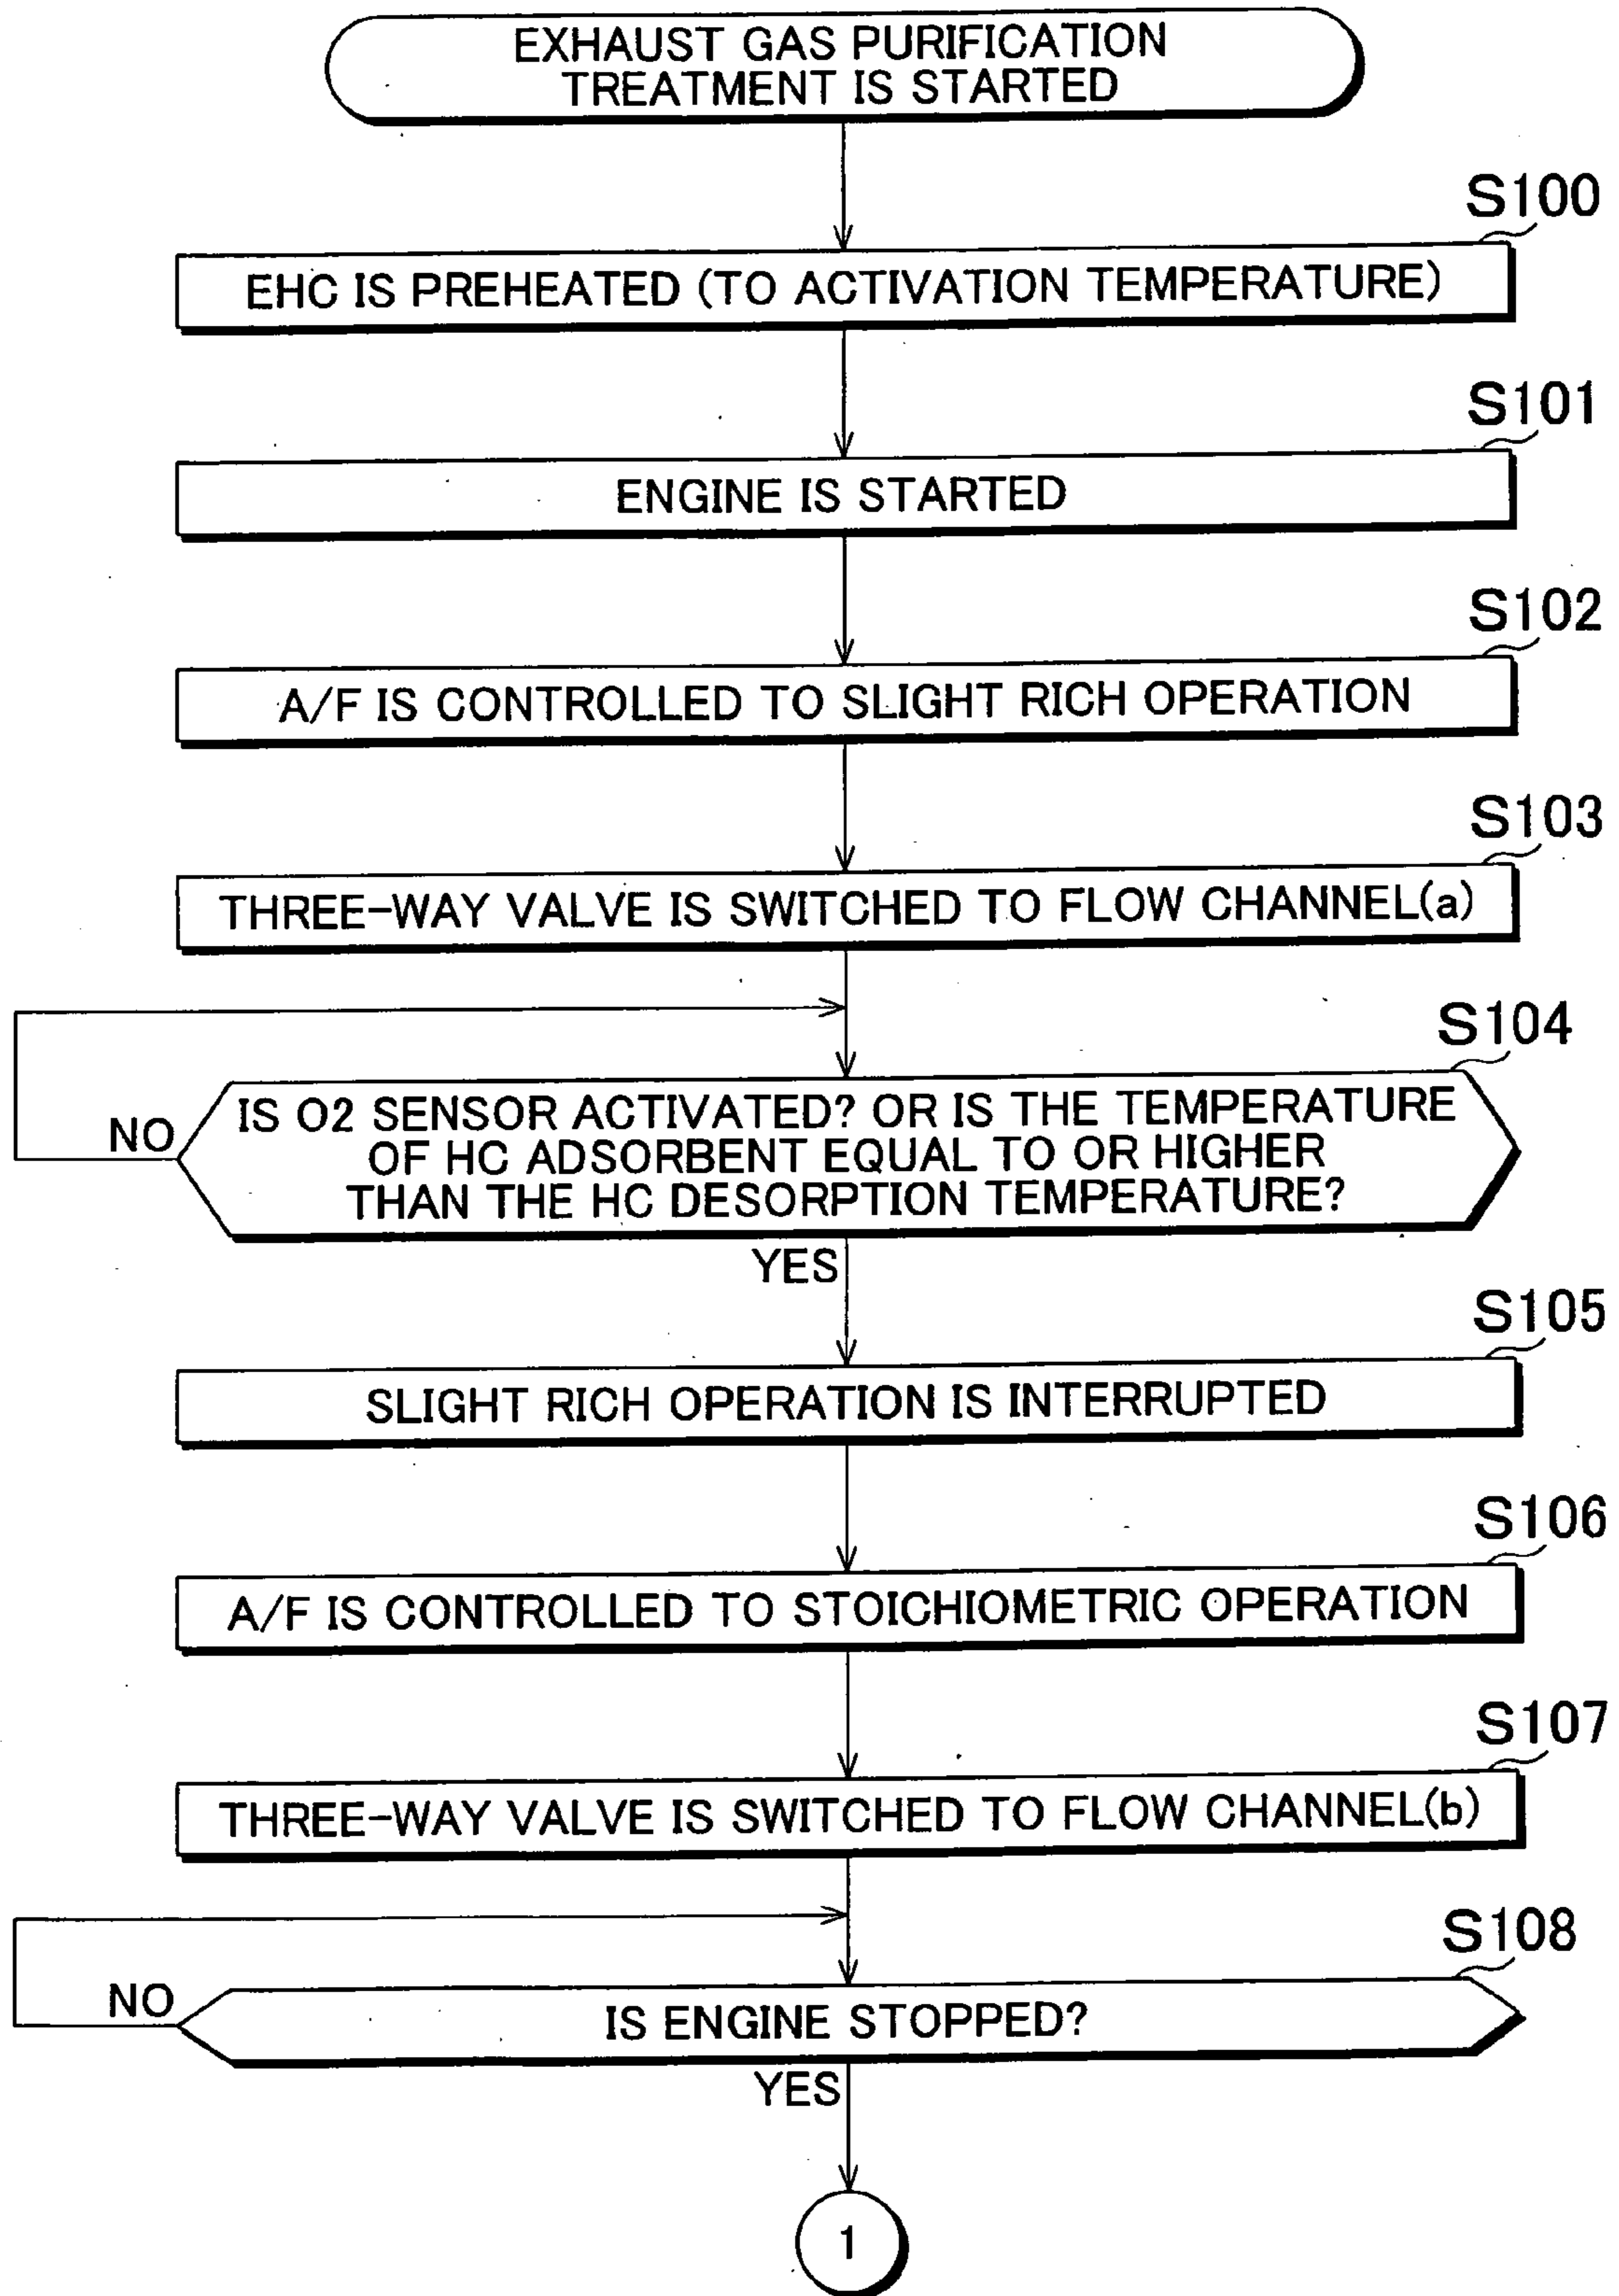 EXHAUST GAS PURIFICATION
TREATMENT IS STARTED
S100
EHC IS PREHEATED (TO ACTIVATION TEMPERATURE)
S101
ENGINE IS STARTED
S102
A/F IS CONTROLLED TO SLIGHT RICH OPERATION
S103
THREE-WAY VALVE IS SWITCHED TO FLOW CHANNEL(a)
S104
IS O2 SENSOR ACTIVATED? OR IS THE TEMPERATURE
OF HC ADSORBENT EQUAL TO OR HIGHER
THAN THE HC DESORPTION TEMPERATURE?
NO
YES
S105
SLIGHT RICH OPERATION IS INTERRUPTED
S106
A/F IS CONTROLLED TO STOICHIOMETRIC OPERATION
S107
THREE-WAY VALVE IS SWITCHED TO FLOW CHANNEL(b)
S108
NO
IS ENGINE STOPPED?
YES
1